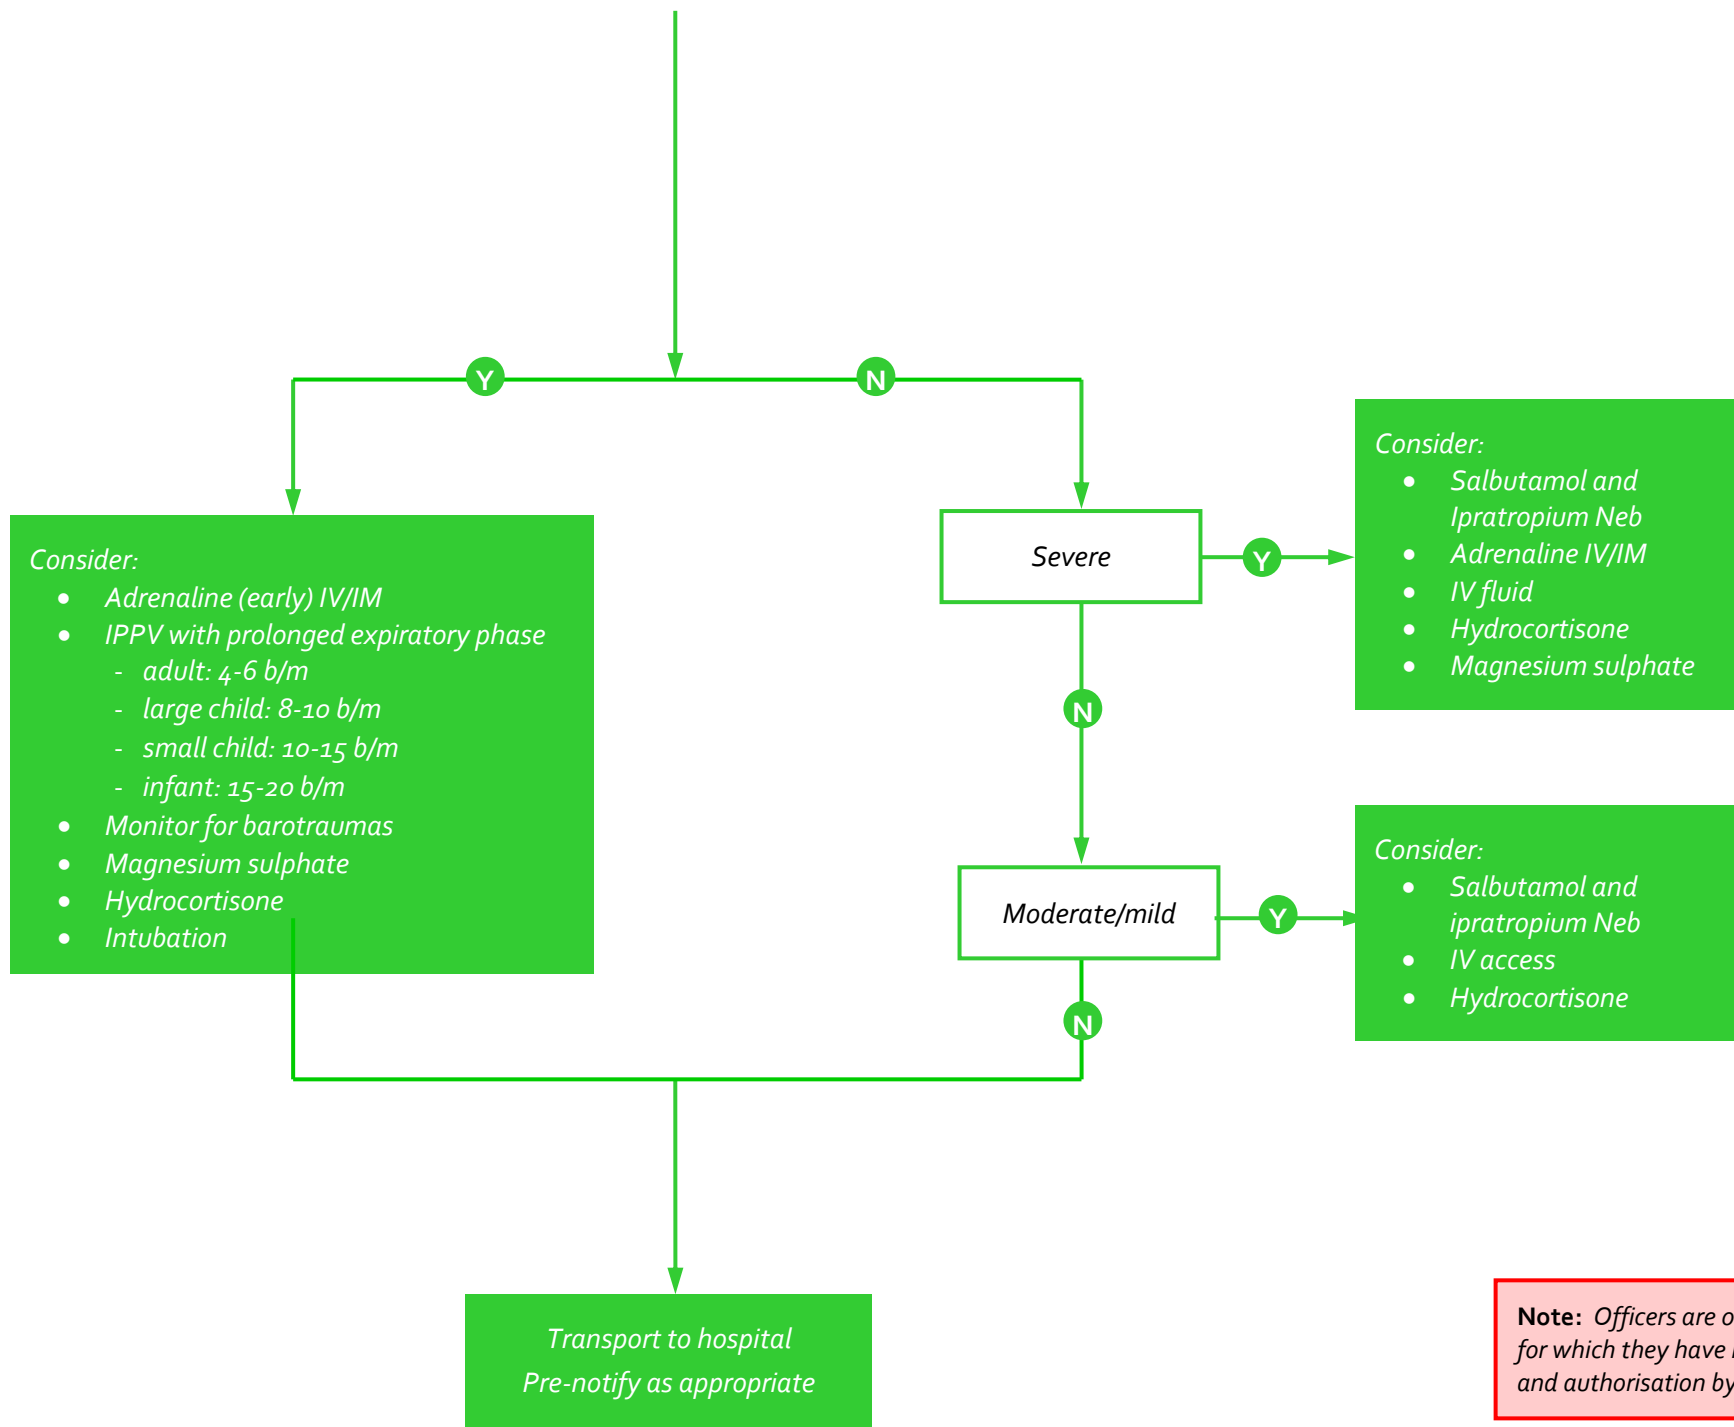 Y
N
Consider:
• Adrenaline (early) IV/IM
• IPPV with prolonged expiratory phase
- adult: 4-6 b/m
- large child: 8-10 b/m
- small child: 10-15 b/m
- infant: 15-20 b/m
• Monitor for barotraumas
• Magnesium sulphate
• Hydrocortisone
• Intubation
Severe
Y
Consider:
• Salbutamol and
Ipratropium Neb
• Adrenaline IV/IM
• IV fluid
• Hydrocortisone
• Magnesium sulphate
N
Moderate/mild
Y
Consider:
• Salbutamol and
ipratropium Neb
• IV access
• Hydrocortisone
N
Transport to hospital
Pre-notify as appropriate
Note: Officers are
for which they have
and authorisation by